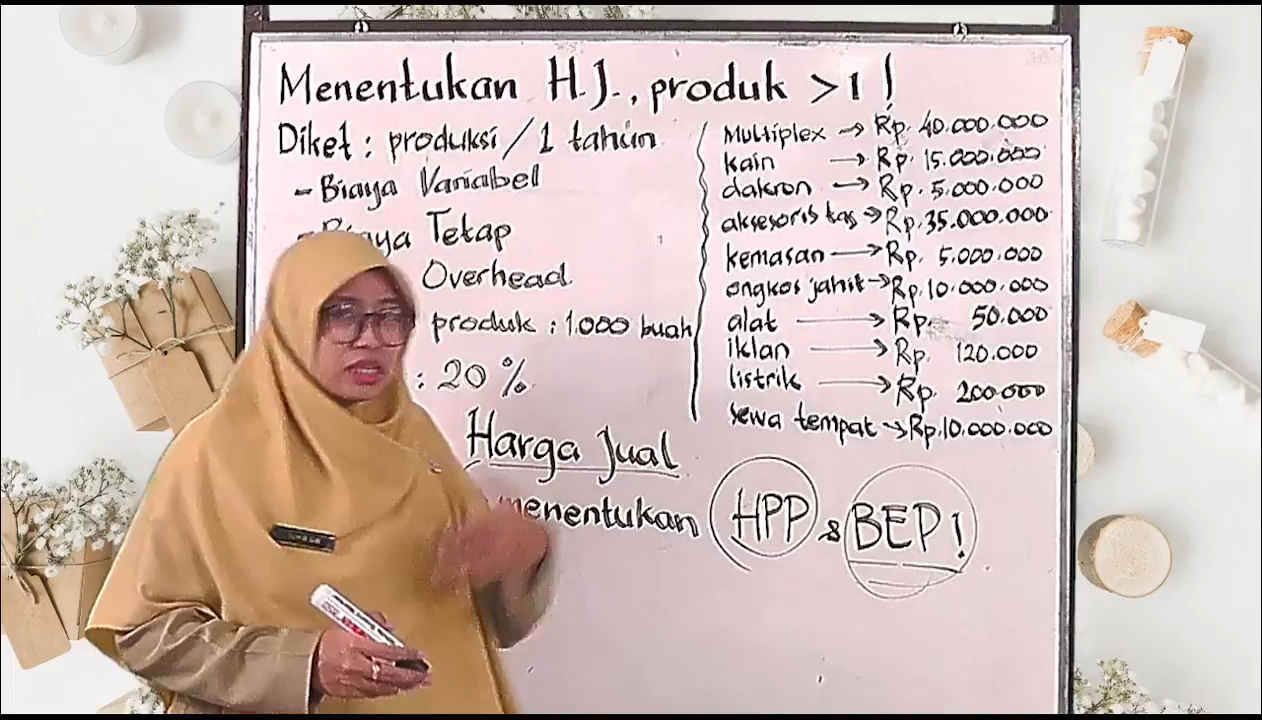 Menentukan H.J., produk > 1 !
Diket : produksi / 1 tahun
- Biaya Variabel
- Biaya Tetap
Overhead
produk : 1.000 buah
: 20 %
Harga Jual
menentukan HPP & BEP !
Multiplex → Rp. 40.000.000
kain → Rp. 15.000.000
dakron → Rp. 5.000.000
aksesoris tas → Rp. 35.000.000
kemasan → Rp. 5.000.000
ongkos jahit → Rp. 10.000.000
alat → Rp. 50.000
iklan → Rp. 120.000
listrik → Rp. 200.000
sewa tempat → Rp. 10.000.000